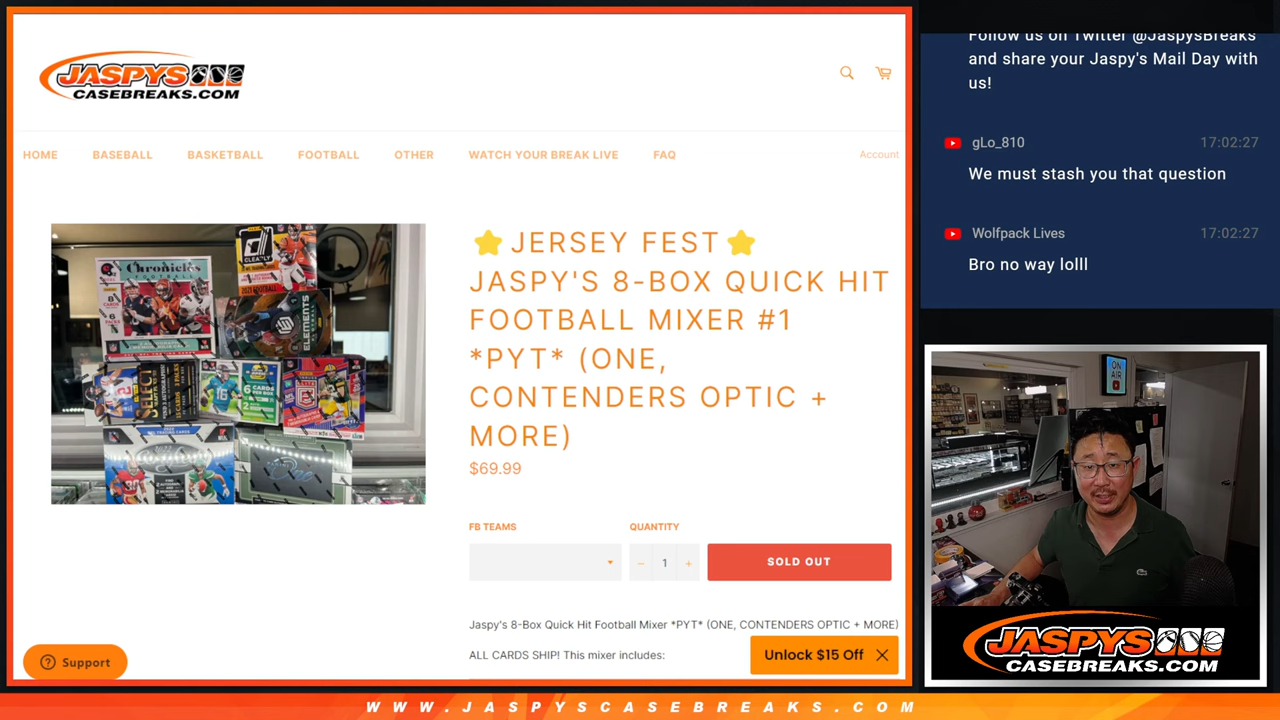 JASPYS
CASEBREAKS.COM
HOME
BASEBALL
BASKETBALL
FOOTBALL
OTHER
WATCH YOUR BREAK LIVE
FAQ
Account
Chronicles
CLEARLY
ELEMENTS
SELECT
ELITE
⭐JERSEY FEST⭐
JASPY'S 8-BOX QUICK HIT
FOOTBALL MIXER #1
*PYT* (ONE,
CONTENDERS OPTIC +
MORE)
$69.99
FB TEAMS
QUANTITY
− 1 +
SOLD OUT
Jaspy's 8-Box Quick Hit Football Mixer *PYT* (ONE, CONTENDERS OPTIC + MORE)
ALL CARDS SHIP! This mixer includes:
Support
Unlock $15 Off
Follow us on Twitter @JaspysBreaks
and share your Jaspy's Mail Day with
us!
gLo_810 17:02:27
We must stash you that question
Wolfpack Lives 17:02:27
Bro no way lolll
ON
AIR
JASPYS
CASEBREAKS.COM
WWW.JASPYSCASEBREAKS.COM